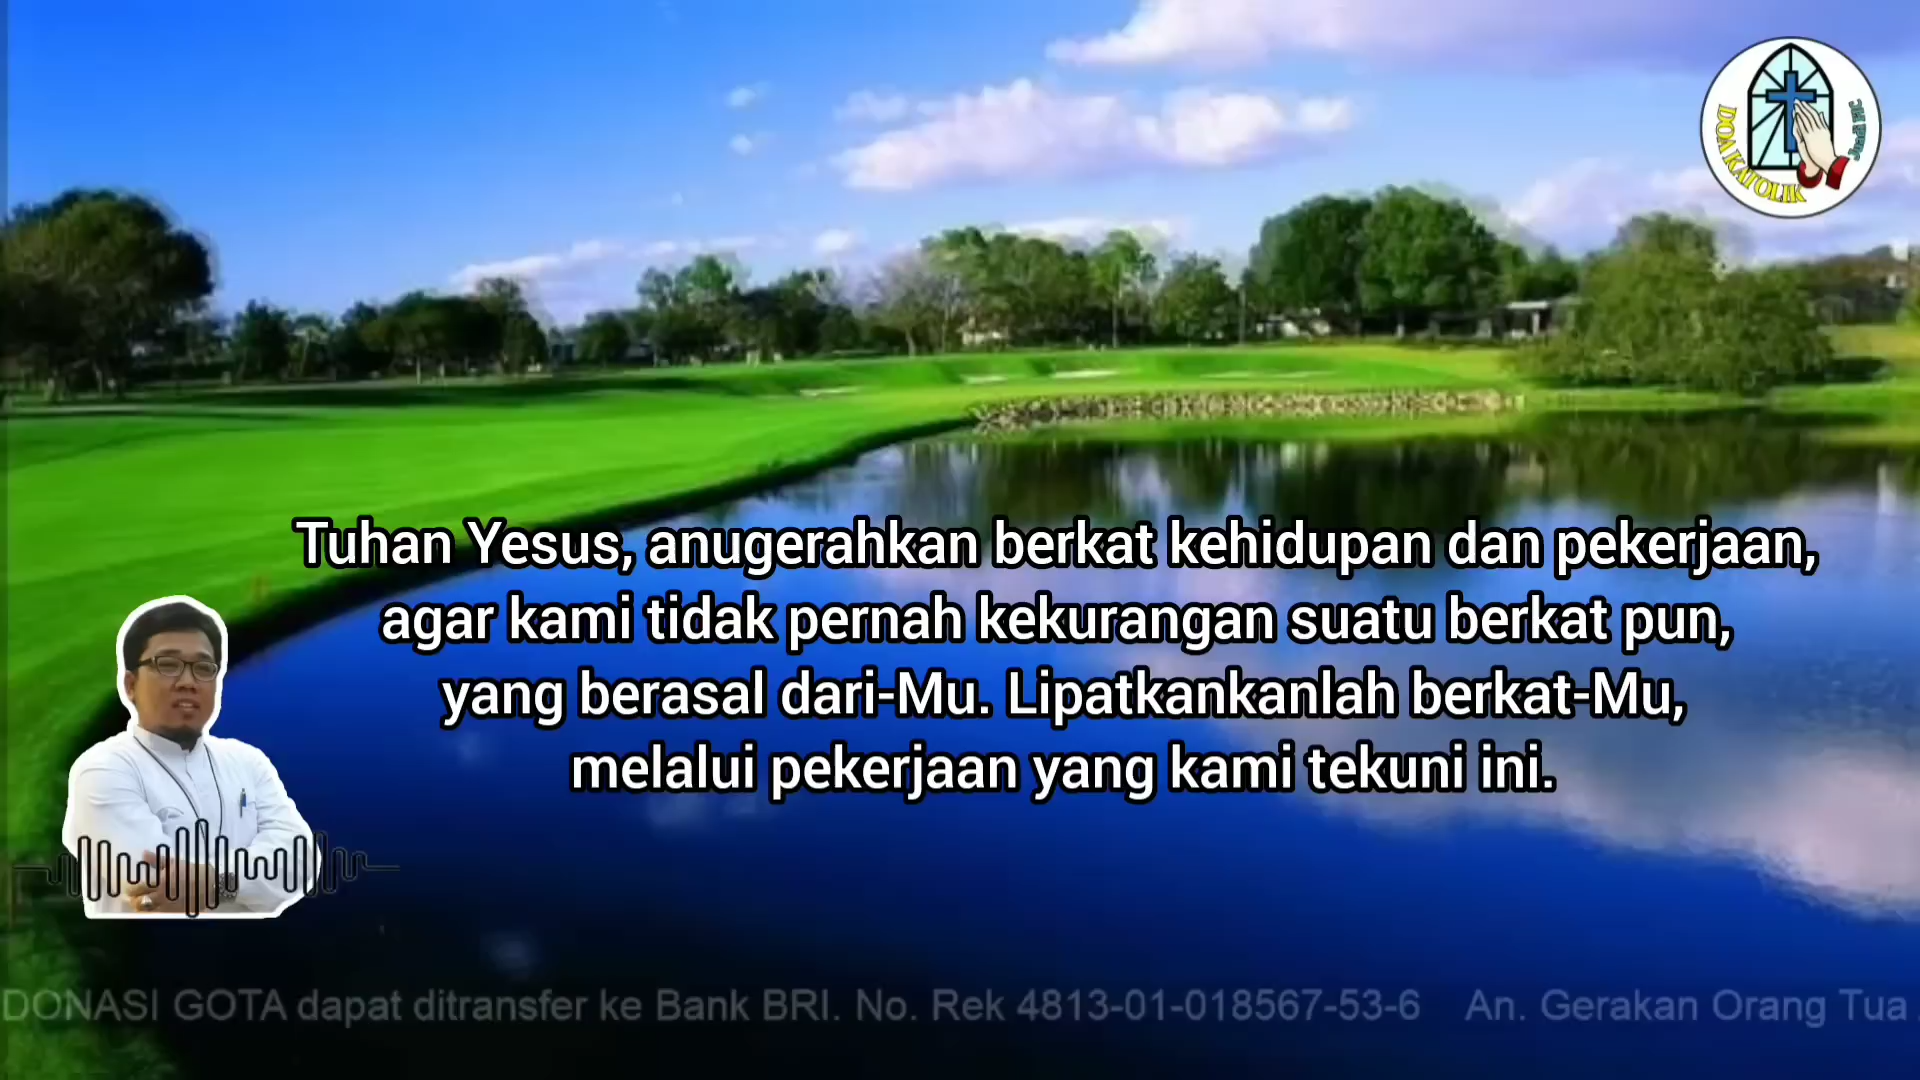 DOA KATOLIK
Tuhan Yesus, anugerahkan berkat kehidupan dan pekerjaan,
agar kami tidak pernah kekurangan suatu berkat pun,
yang berasal dari-Mu. Lipatkankanlah berkat-Mu,
melalui pekerjaan yang kami tekuni ini.
DONASI GOTA dapat ditransfer ke Bank BRI. No. Rek 4813-01-018567-53-6 An. Gerakan Orang Tua